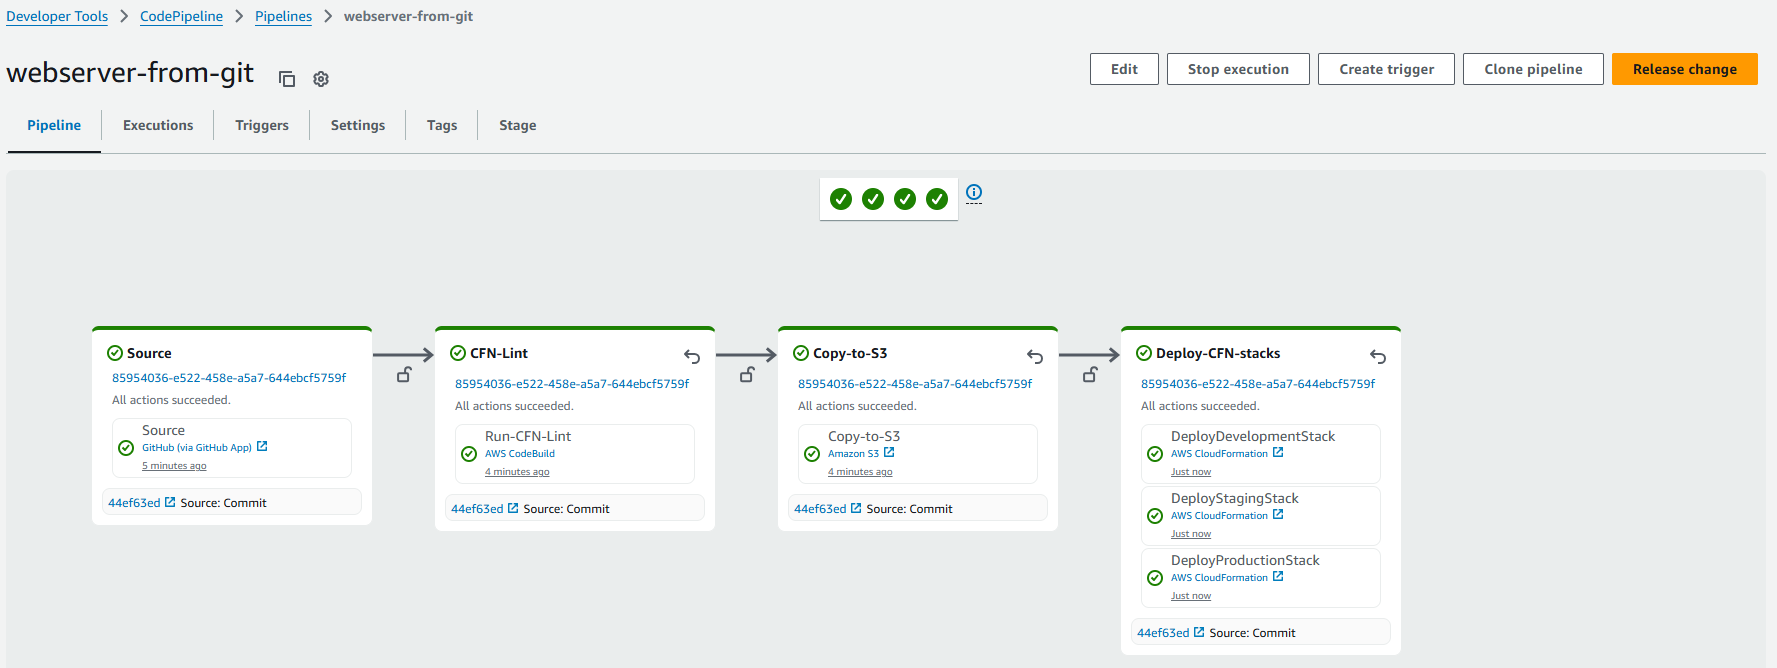 Developer Tools > CodePipeline > Pipelines > webserver-from-git
webserver-from-git
Edit
Stop execution
Create trigger
Clone pipeline
Release change
Pipeline
Executions
Triggers
Settings
Tags
Stage
Source
85954036-e522-458e-a5a7-644ebcf5759f
All actions succeeded.
Source
GitHub (via GitHub App)
5 minutes ago
44ef63ed Source: Commit
CFN-Lint
85954036-e522-458e-a5a7-644ebcf5759f
All actions succeeded.
Run-CFN-Lint
AWS CodeBuild
4 minutes ago
44ef63ed Source: Commit
Copy-to-S3
85954036-e522-458e-a5a7-644ebcf5759f
All actions succeeded.
Copy-to-S3
Amazon S3
4 minutes ago
44ef63ed Source: Commit
Deploy-CFN-stacks
85954036-e522-458e-a5a7-644ebcf5759f
All actions succeeded.
DeployDevelopmentStack
AWS CloudFormation
Just now
DeployStagingStack
AWS CloudFormation
Just now
DeployProductionStack
AWS CloudFormation
Just now
44ef63ed Source: Commit